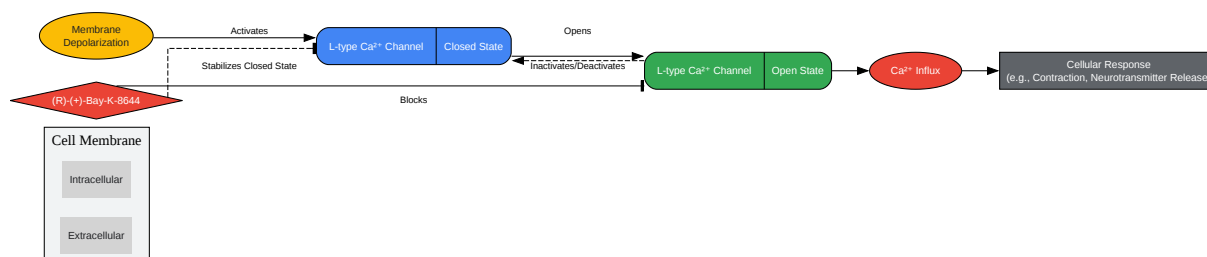 Membrane
Depolarization
Activates
L-type Ca²⁺ Channel
Closed State
Opens
Stabilizes Closed State
Inactivates/Deactivates
L-type Ca²⁺ Channel
Open State
Ca²⁺ Influx
Cellular Response
(e.g., Contraction, Neurotransmitter Release
(R)-(+)-Bay-K-8644
Blocks
Cell Membrane
Intracellular
Extracellular